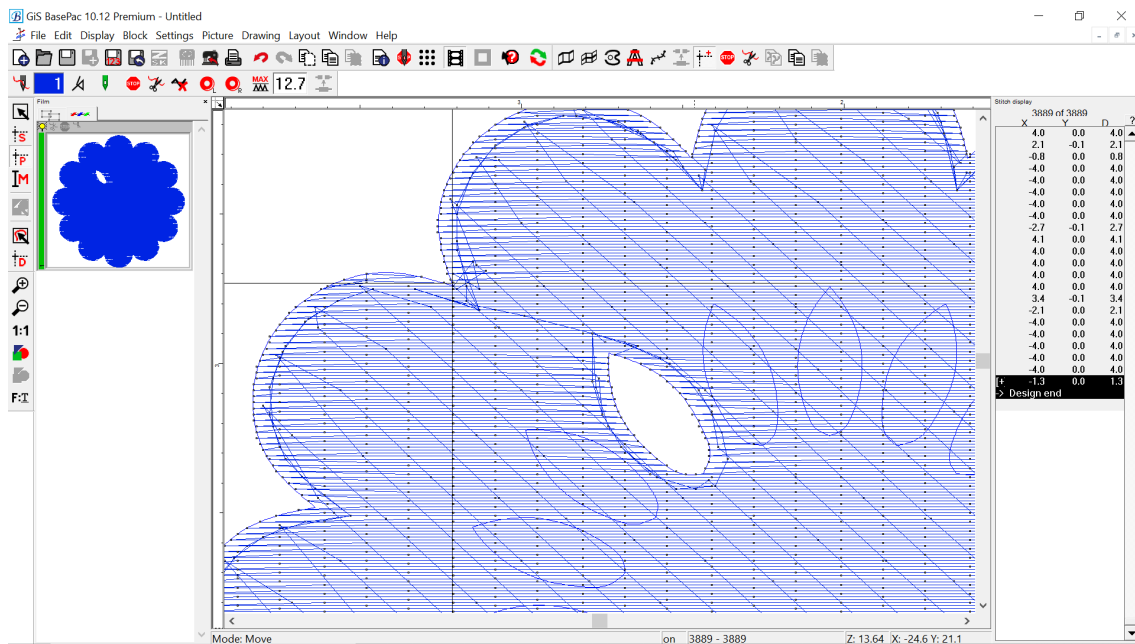 GiS BasePac 10.12 Premium - Untitled
File Edit Display Block Settings Picture Drawing Layout Window Help
123
1 STOP L R MAX 12.7
Film
S
P
M
D
1:1
F:T
Stitch display
3889 of 3889
X Y D ?
4.0 0.0 4.0
2.1 -0.1 2.1
-0.8 0.0 0.8
-4.0 0.0 4.0
-4.0 0.0 4.0
-4.0 0.0 4.0
-4.0 0.0 4.0
-4.0 0.0 4.0
-2.7 -0.1 2.7
4.1 0.0 4.1
4.0 0.0 4.0
4.0 0.0 4.0
4.0 0.0 4.0
4.0 0.0 4.0
3.4 -0.1 3.4
-2.1 0.0 2.1
-4.0 0.0 4.0
-4.0 0.0 4.0
-4.0 0.0 4.0
-4.0 0.0 4.0
-4.0 0.0 4.0
[+ -1.3 0.0 1.3
-> Design end
Mode: Move on 3889 - 3889 Z: 13.64 X: -24.6 Y: 21.1